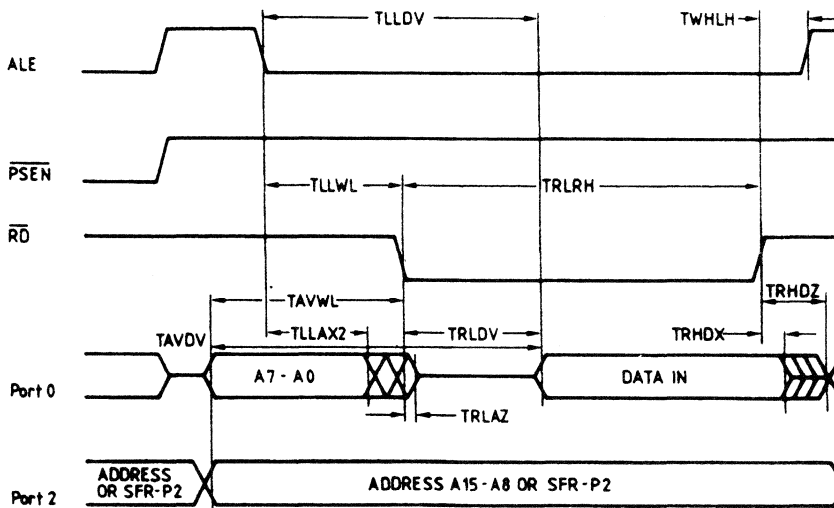 TLLDV
TWHLH
ALE
PSEN
TLLWL
TRLRH
RD
TAVWL
TRHDZ
TAVDV
TLLAX2
TRLDV
TRHDX
A7 - A0
DATA IN
Port 0
TRLAZ
ADDRESS
OR SFR-P2
ADDRESS A15 - A8 OR SFR-P2
Port 2